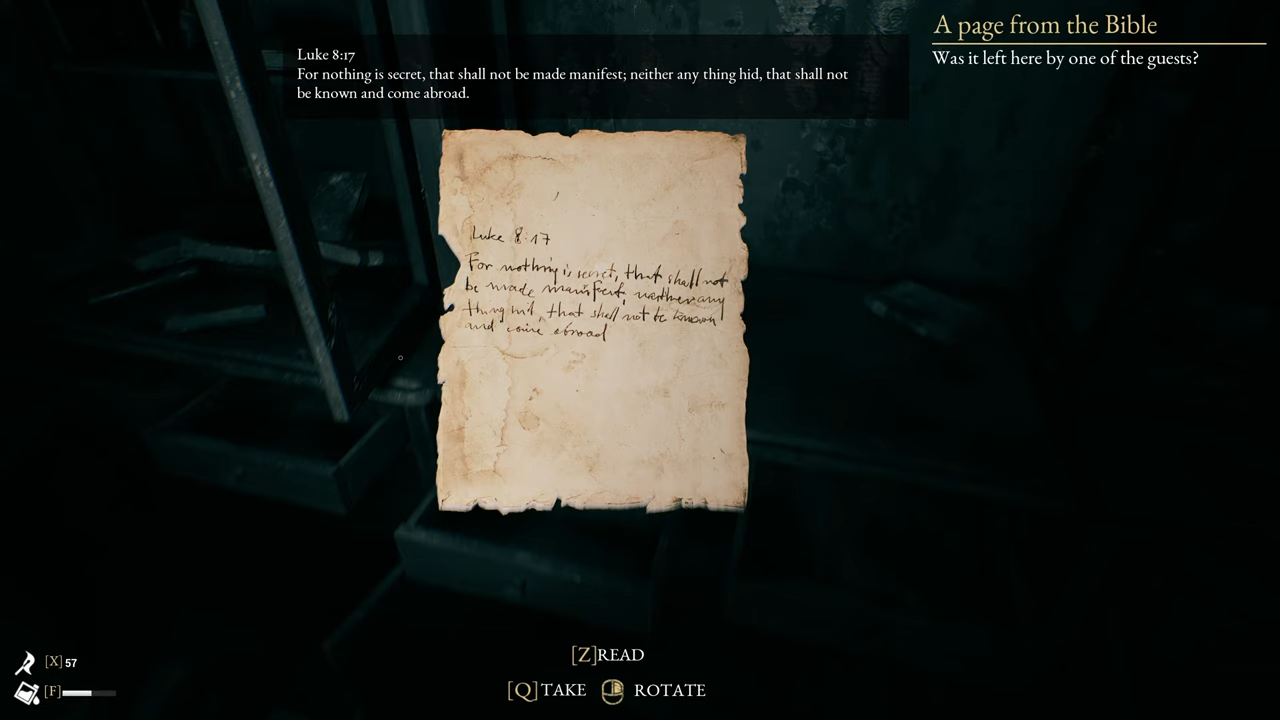 A page from the Bible
Was it left here by one of the guests?
Luke 8:17
For nothing is secret, that shall not be made manifest; neither any thing hid, that shall not
be known and come abroad.
Luke 8:17
For nothing is secret, that shall not
be made manifest, neither any
thing hid, that shall not be known
and come abroad
[Z]READ
[Q]TAKE ROTATE
[X] 57
[F]